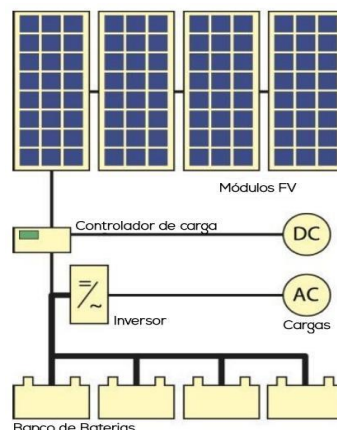 Módulos FV
Controlador de carga
DC
=/~
AC
Inversor
Cargas
Banco de Baterias